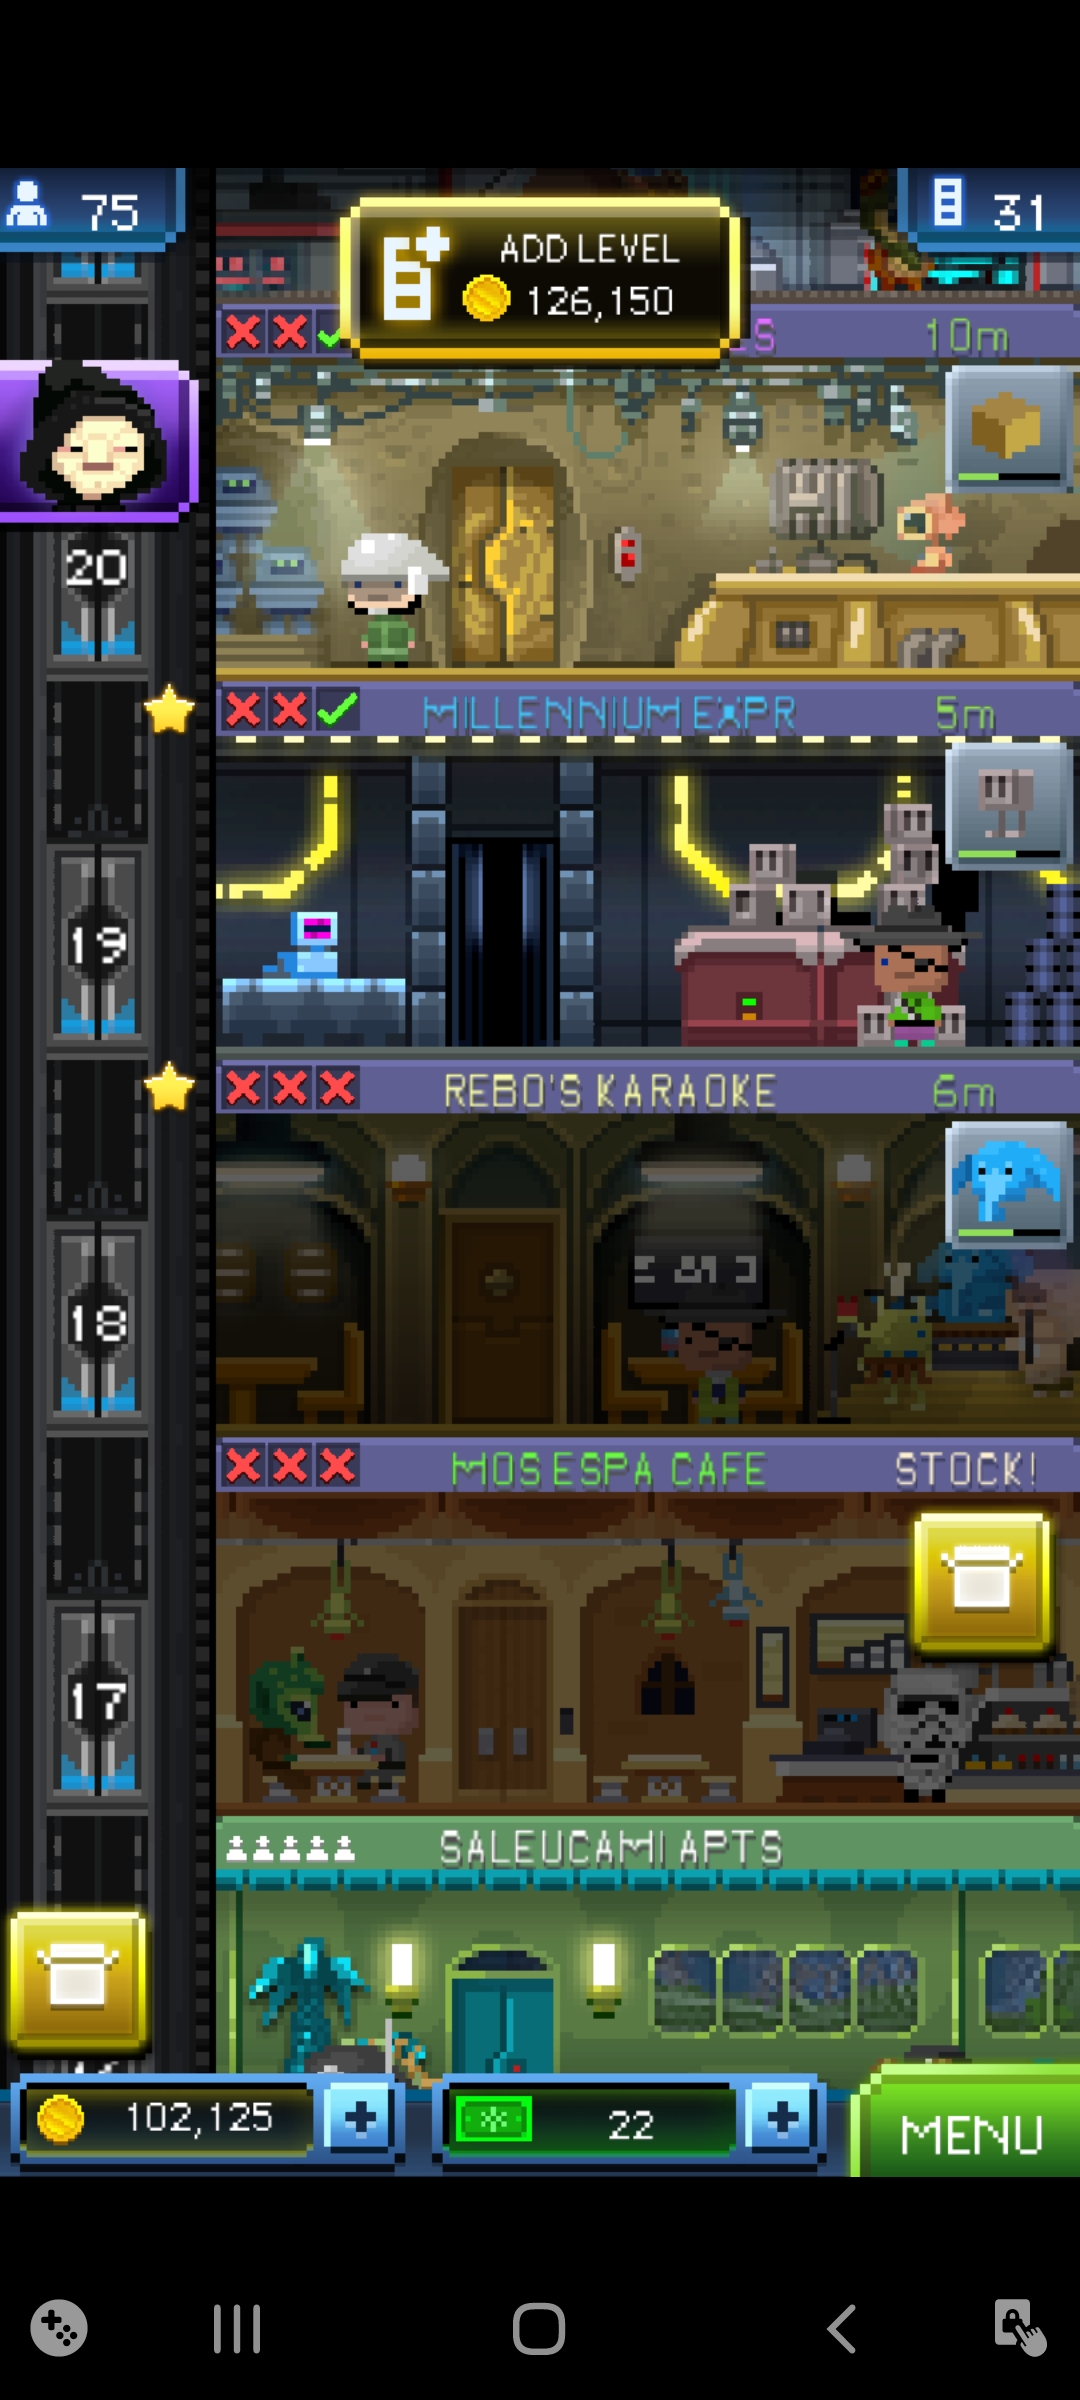 75
31
ADD LEVEL
126,150
10m
20
MILLENNIUM EXPR
5m
19
REBO'S KARAOKE
6m
18
MOS ESPA CAFE
STOCK!
17
SALEUCAMI APTS
102,125
22
MENU